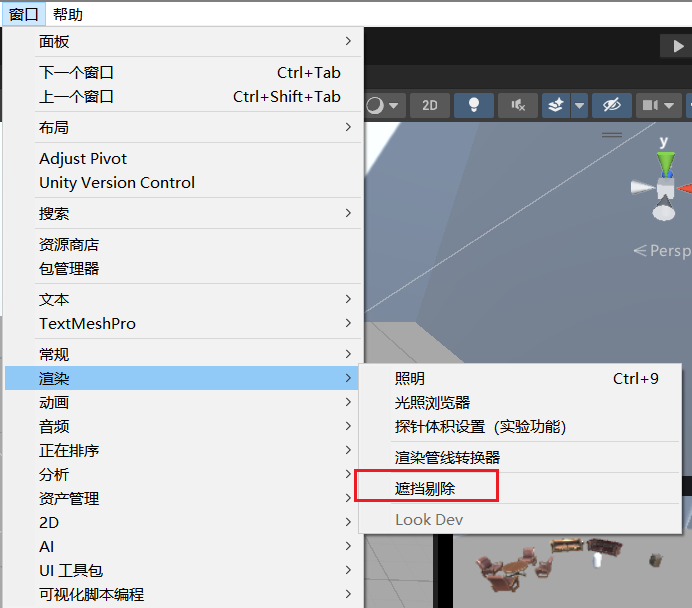 窗口 帮助
面板
下一个窗口 Ctrl+Tab
上一个窗口 Ctrl+Shift+Tab
布局
Adjust Pivot
Unity Version Control
搜索
资源商店
包管理器
文本
TextMeshPro
常规
渲染
动画
音频
正在排序
分析
资产管理
2D
AI
UI 工具包
可视化脚本编程
照明 Ctrl+9
光照浏览器
探针体积设置（实验功能）
渲染管线转换器
遮挡剔除
Look Dev
2D
y
Persp